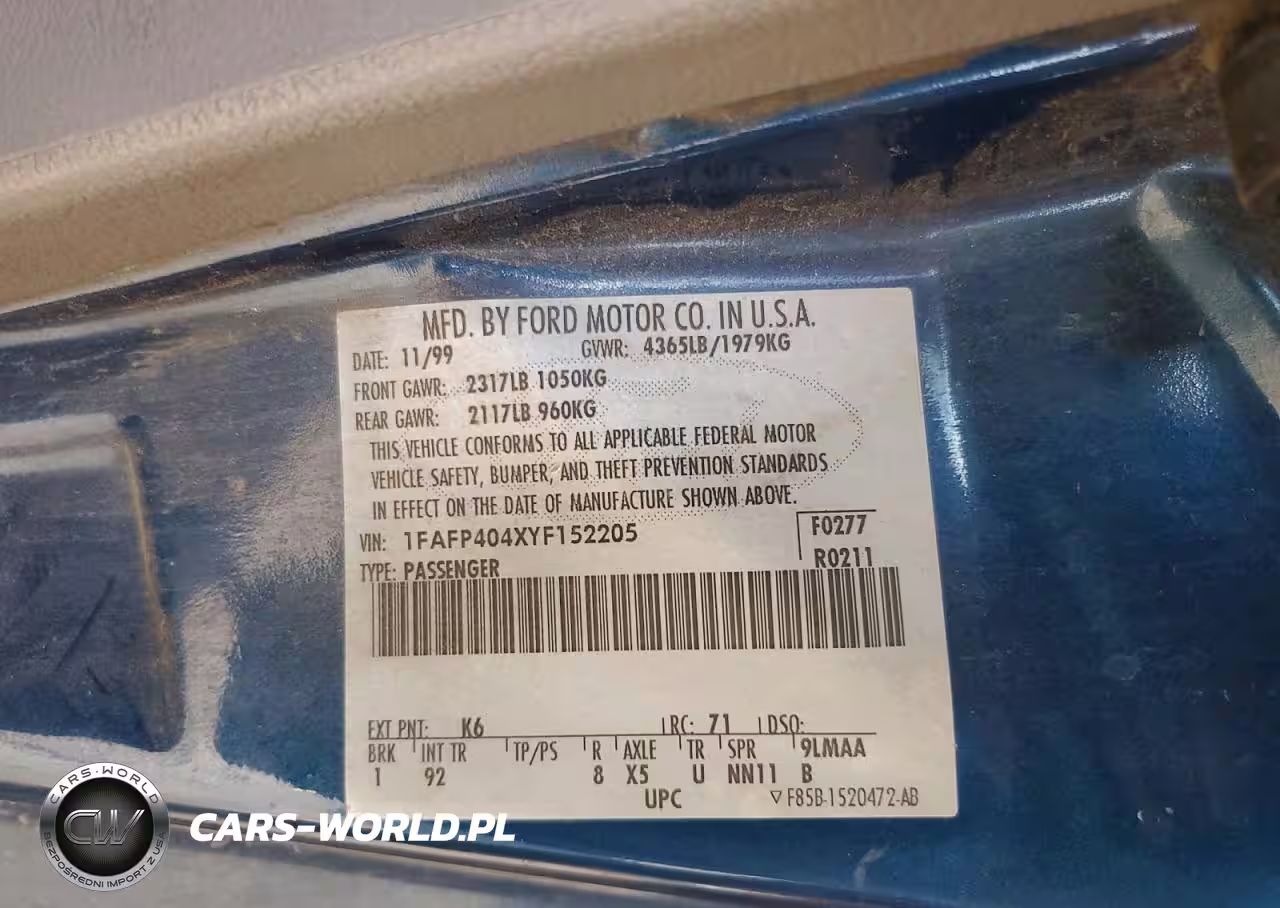 MFD. BY FORD MOTOR CO. IN U.S.A.
DATE: 11/99 GVWR: 4365LB/1979KG
FRONT GAWR: 2317LB 1050KG
REAR GAWR: 2117LB 960KG
THIS VEHICLE CONFORMS TO ALL APPLICABLE FEDERAL MOTOR
VEHICLE SAFETY, BUMPER, AND THEFT PREVENTION STANDARDS
IN EFFECT ON THE DATE OF MANUFACTURE SHOWN ABOVE.
VIN: 1FAFP404XYF152205 F0277
TYPE: PASSENGER R0211
EXT PNT: K6 RC: 71 DSO:
BRK INT TR TP/PS R AXLE TR SPR 9LMAA
1 92 8 X5 U NN11 B
UPC ▽ F85B-1520472-AB
CARS-WORLD
CW
BEZPOŚREDNI IMPORT Z USA
CARS-WORLD.PL